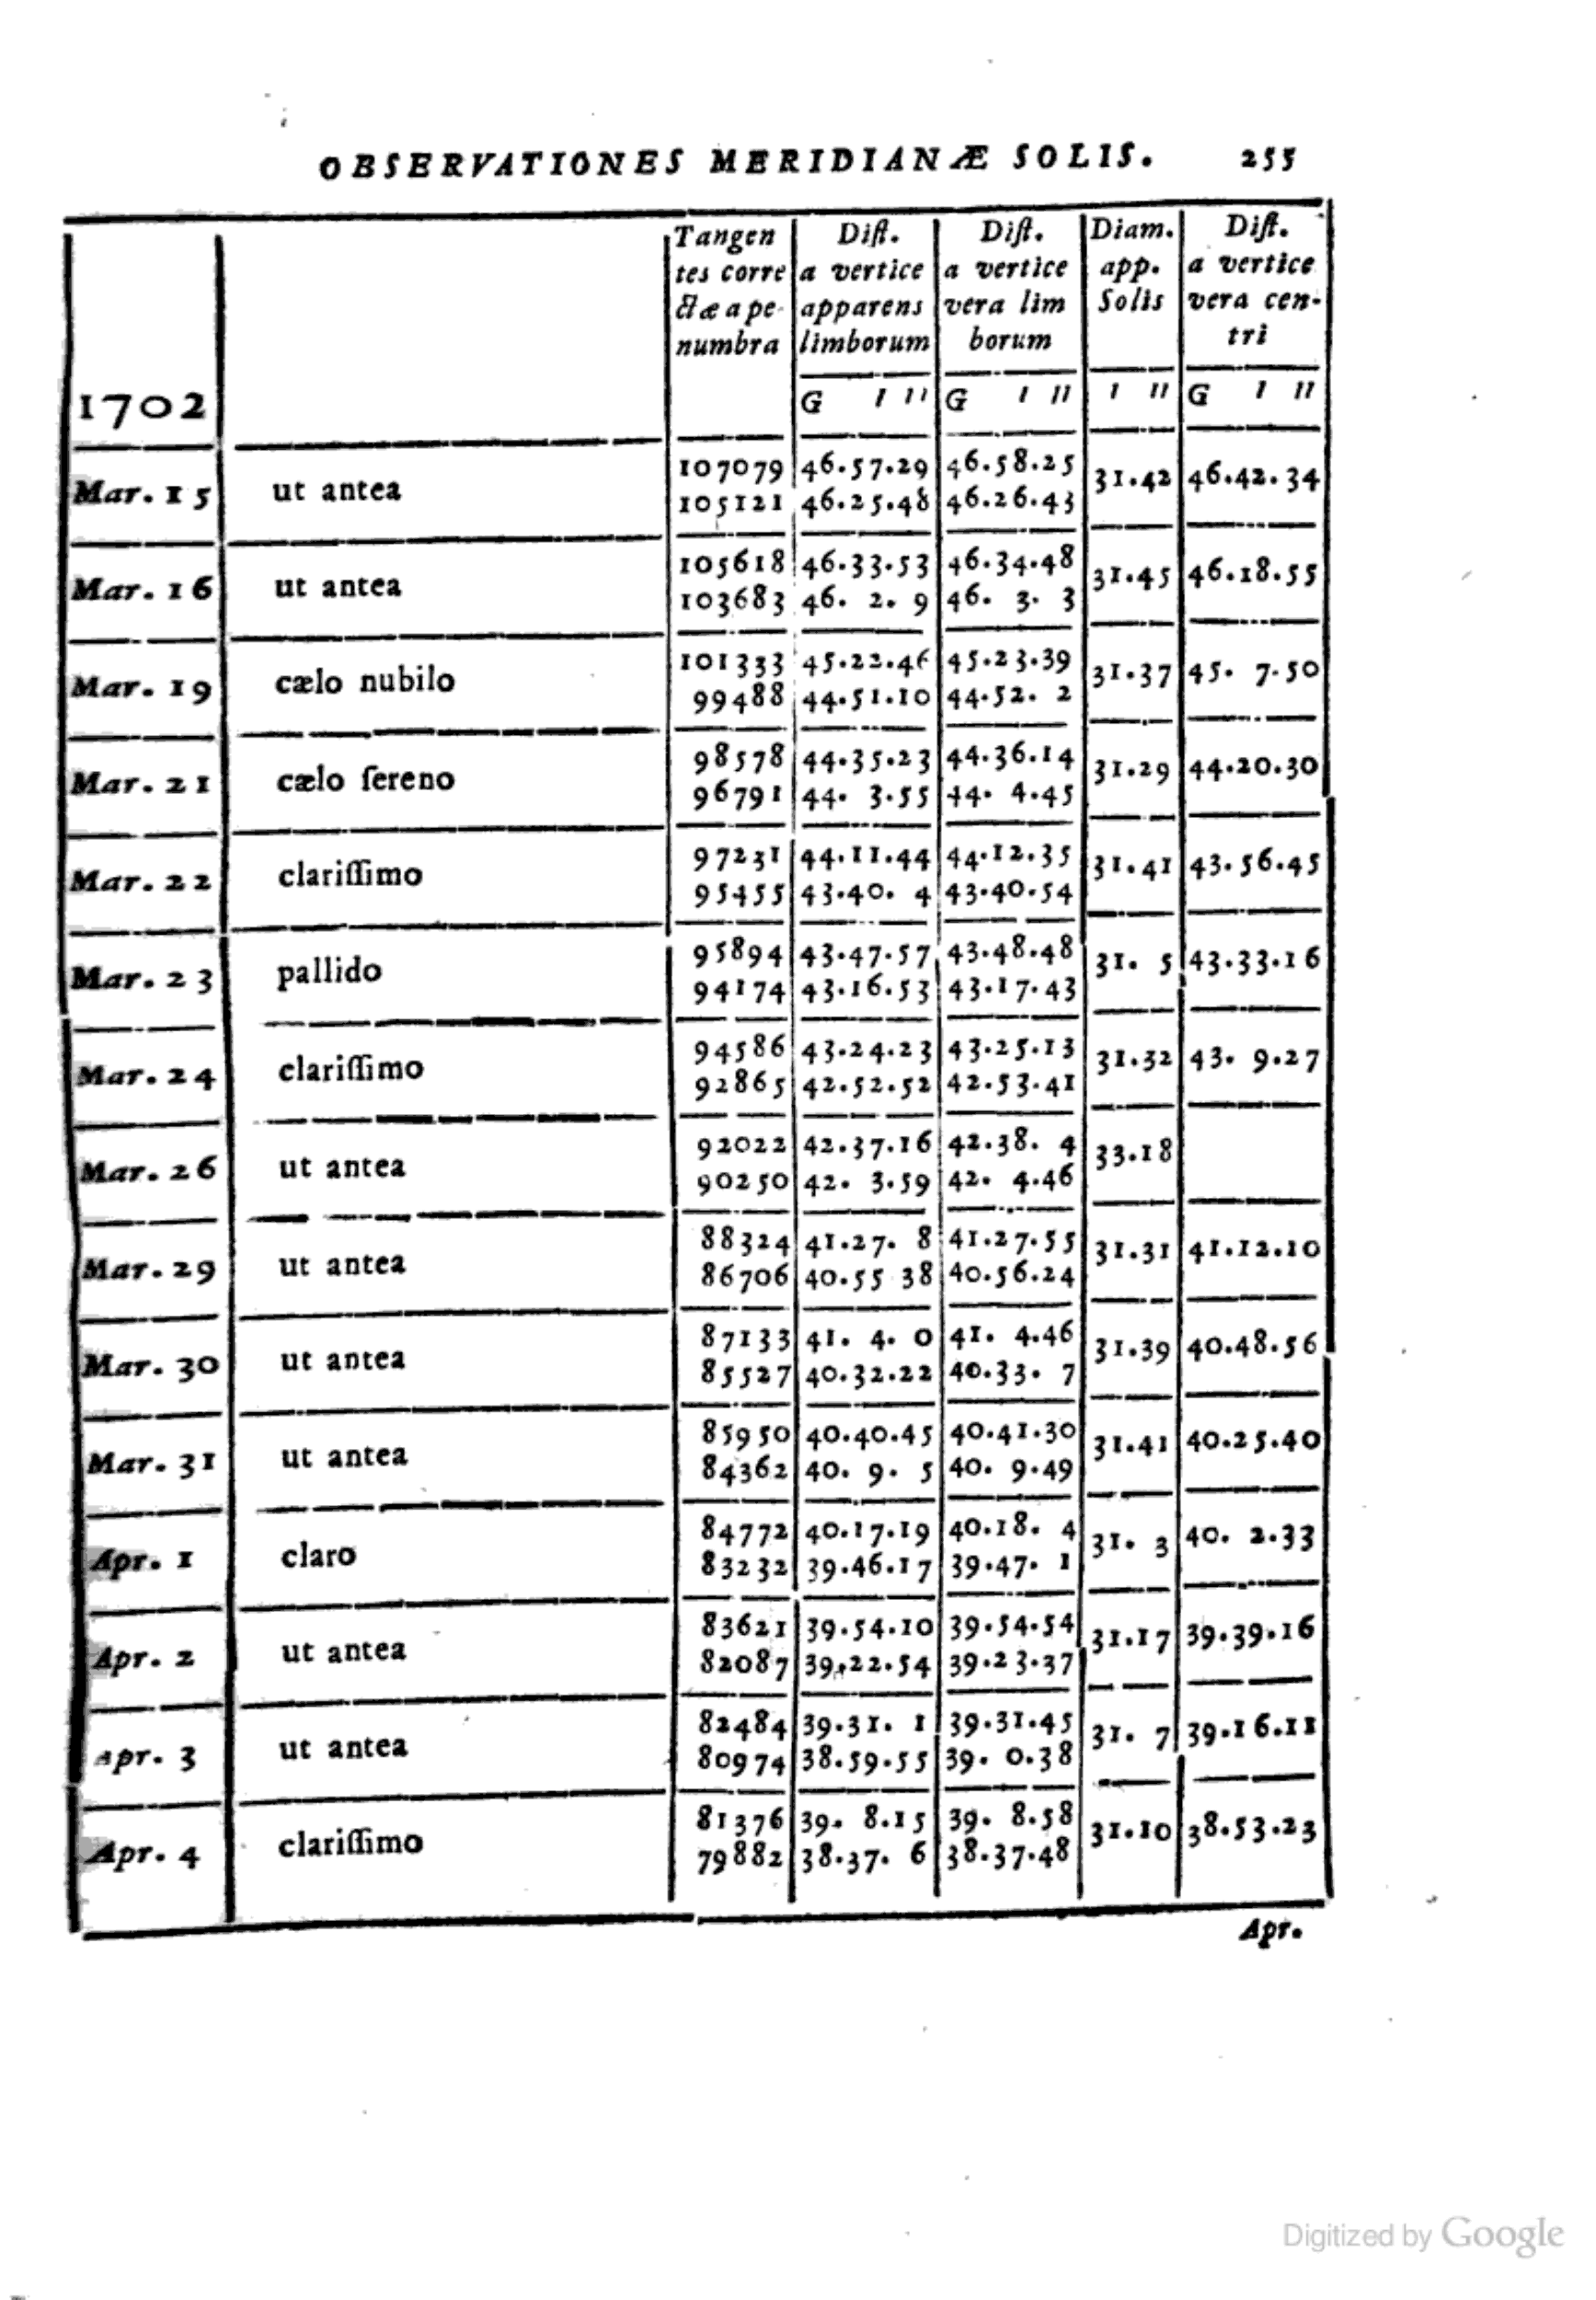 OBSERVATIONES MERIDIANÆ SOLIS. 255
1702
Tangen
tes corre
ctæ a pe-
numbra
Dist.
a vertice
apparens
limborum
G I II
Dist.
a vertice
vera lim
borum
G I II
Diam.
app.
Solis
I II
Dist.
a vertice
vera cen-
tri
G I II
Mar. 15 ut antea 107079 46.57.29 46.58.25 31.42 46.42.34
105121 46.25.48 46.26.43
Mar. 16 ut antea 105618 46.33.53 46.34.48 31.45 46.18.55
103683 46. 2. 9 46. 3. 3
Mar. 19 cælo nubilo 101333 45.22.46 45.23.39 31.37 45. 7.50
99488 44.51.10 44.52. 2
Mar. 21 cælo ſereno 98578 44.35.23 44.36.14 31.29 44.20.30
96791 44. 3.55 44. 4.45
Mar. 22 clariſſimo 97231 44.11.44 44.12.35 31.41 43.56.45
95455 43.40. 4 43.40.54
Mar. 23 pallido 95894 43.47.57 43.48.48 31. 5 43.33.16
94174 43.16.53 43.17.43
Mar. 24 clariſſimo 94586 43.24.23 43.25.13 31.32 43. 9.27
92865 42.52.52 42.53.41
Mar. 26 ut antea 92022 42.37.16 42.38. 4 33.18
90250 42. 3.59 42. 4.46
Mar. 29 ut antea 88324 41.27. 8 41.27.55 31.31 41.12.10
86706 40.55 38 40.56.24
Mar. 30 ut antea 87133 41. 4. 0 41. 4.46 31.39 40.48.56
85527 40.32.22 40.33. 7
Mar. 31 ut antea 85950 40.40.45 40.41.30 31.41 40.25.40
84362 40. 9. 5 40. 9.49
Apr. 1 claro 84772 40.17.19 40.18. 4 31. 3 40. 2.33
83232 39.46.17 39.47. 1
Apr. 2 ut antea 83621 39.54.10 39.54.54 31.17 39.39.16
82087 39.22.54 39.23.37
Apr. 3 ut antea 82484 39.31. 1 39.31.45 31. 7 39.16.11
80974 38.59.55 39. 0.38
Apr. 4 clariſſimo 81376 39. 8.15 39. 8.58 31.10 38.53.23
79882 38.37. 6 38.37.48
Apr.
Digitized by Google